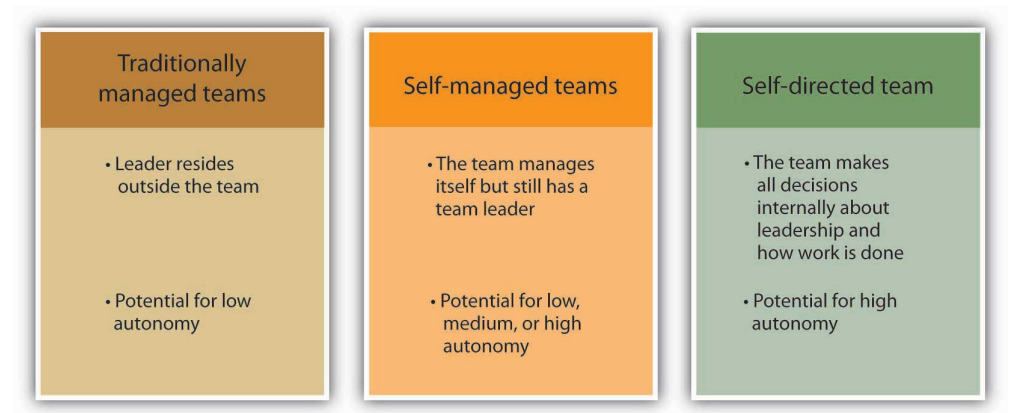 Traditionally
managed teams
• Leader resides
outside the team
• Potential for low
autonomy
Self-managed teams
• The team manages
itself but still has a
team leader
• Potential for low,
medium, or high
autonomy
Self-directed team
• The team makes
all decisions
internally about
leadership and
how work is done
• Potential for high
autonomy